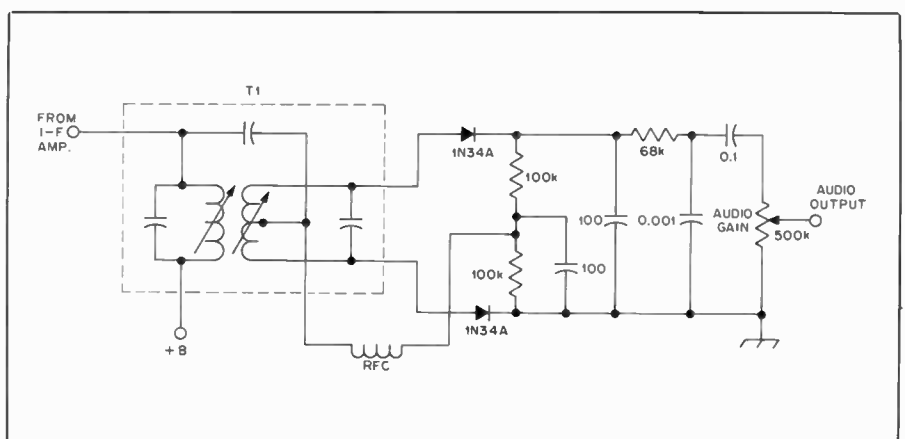 T1
FROM
I-F
AMP.
+B
RFC
1N34A
1N34A
100k
100k
100
100
68k
0.001
0.1
AUDIO
GAIN
500k
AUDIO
OUTPUT